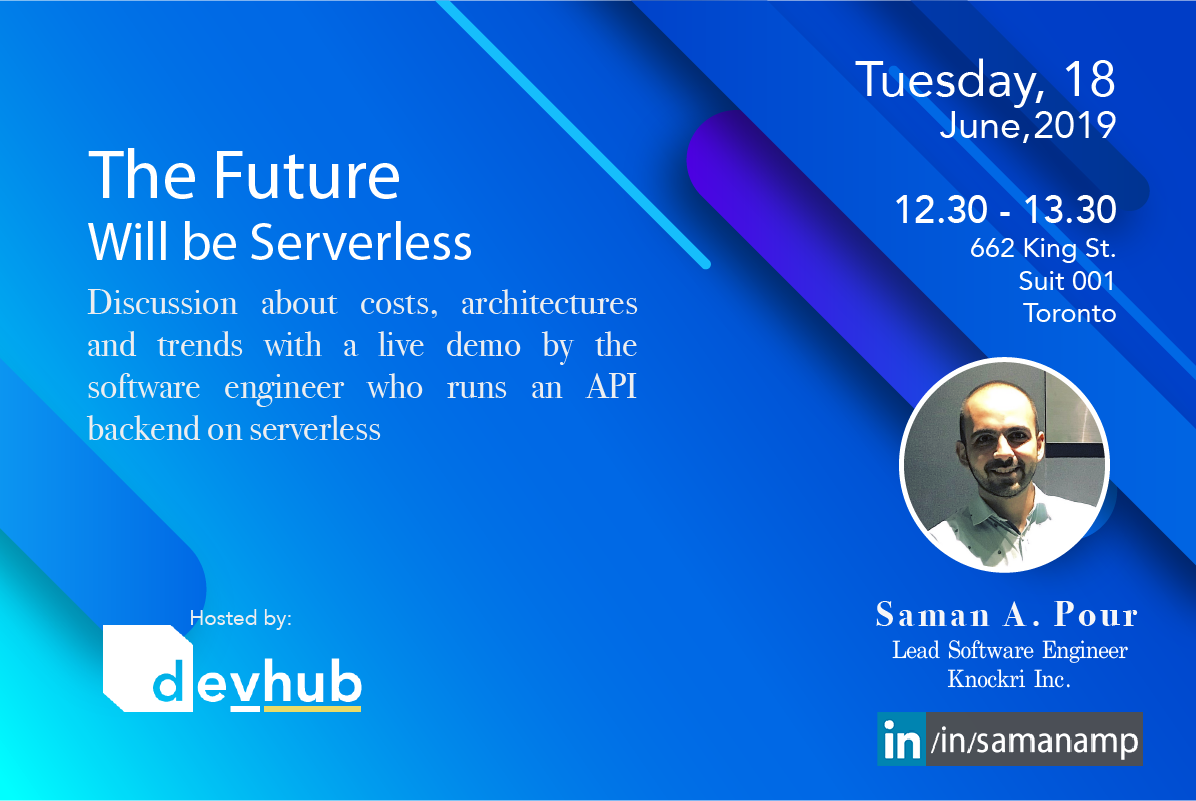 The Future
Will be Serverless
Discussion about costs, architectures
and trends with a live demo by the
software engineer who runs an API
backend on serverless
Tuesday, 18
June,2019
12.30 - 13.30
662 King St.
Suit 001
Toronto
Saman A. Pour
Lead Software Engineer
Knockri Inc.
in /in/samanamp
Hosted by:
devhub